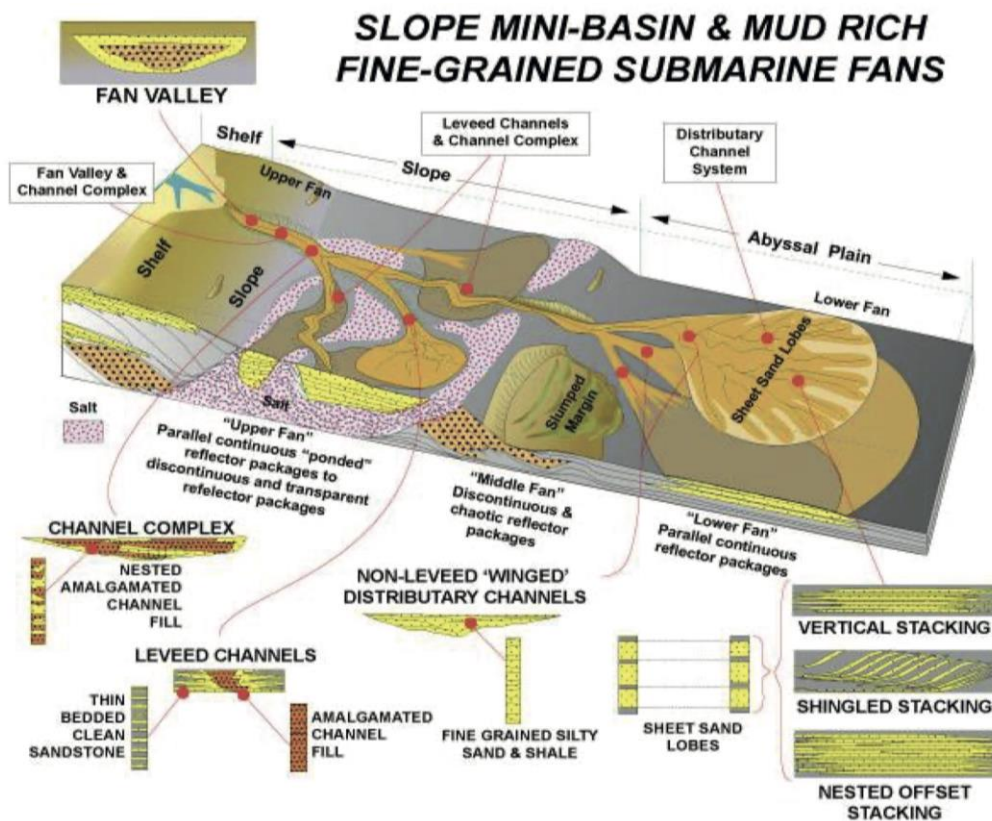 SLOPE MINI-BASIN & MUD RICH
FINE-GRAINED SUBMARINE FANS
FAN VALLEY
Leveed Channels
& Channel Complex
Distributary
Channel
System
Fan Valley &
Channel Complex
Shelf
Slope
Abyssal Plain
Upper Fan
Lower Fan
Shelf
Slope
Sheet Sand Lobes
Slumped
Margin
Salt
Salt
"Upper Fan"
Parallel continuous "ponded"
reflector packages to
discontinuous and transparent
refelector packages
"Middle Fan"
Discontinuous &
chaotic reflector
packages
"Lower Fan"
Parallel continuous
reflector packages
CHANNEL COMPLEX
NESTED
AMALGAMATED
CHANNEL
FILL
LEVEED CHANNELS
THIN
BEDDED
CLEAN
SANDSTONE
AMALGAMATED
CHANNEL
FILL
NON-LEVEED 'WINGED'
DISTRIBUTARY CHANNELS
FINE GRAINED SILTY
SAND & SHALE
SHEET SAND
LOBES
VERTICAL STACKING
SHINGLED STACKING
NESTED OFFSET
STACKING